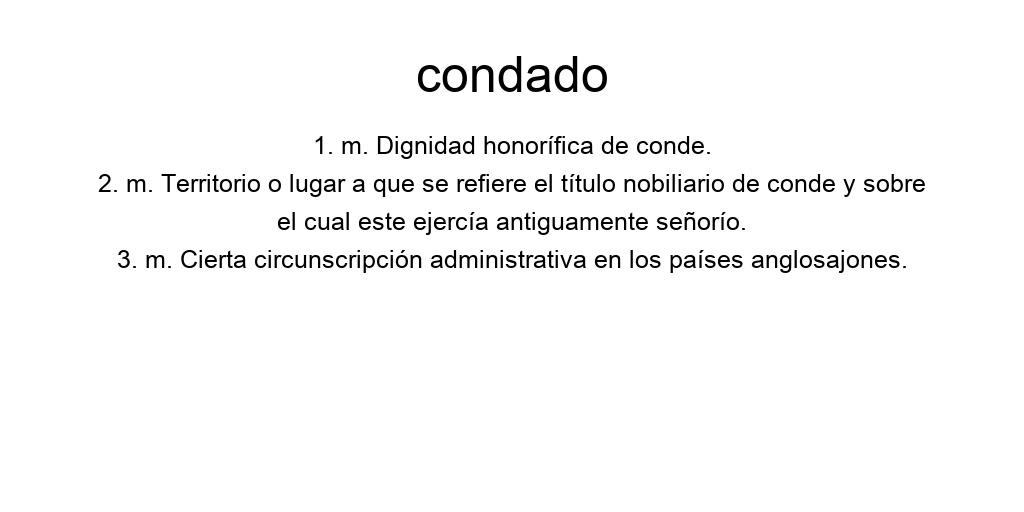 condado
1. m. Dignidad honorífica de conde.
2. m. Territorio o lugar a que se refiere el título nobiliario de conde y sobre
el cual este ejercía antiguamente señorío.
3. m. Cierta circunscripción administrativa en los países anglosajones.